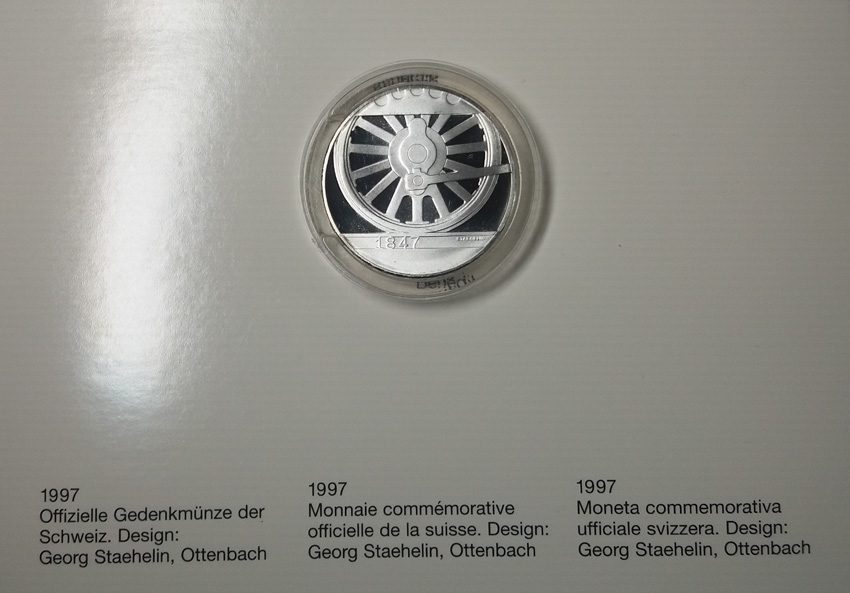 1847
1997
Offizielle Gedenkmünze der
Schweiz. Design:
Georg Staehelin, Ottenbach
1997
Monnaie commémorative
officielle de la suisse. Design:
Georg Staehelin, Ottenbach
1997
Moneta commemorativa
ufficiale svizzera. Design:
Georg Staehelin, Ottenbach